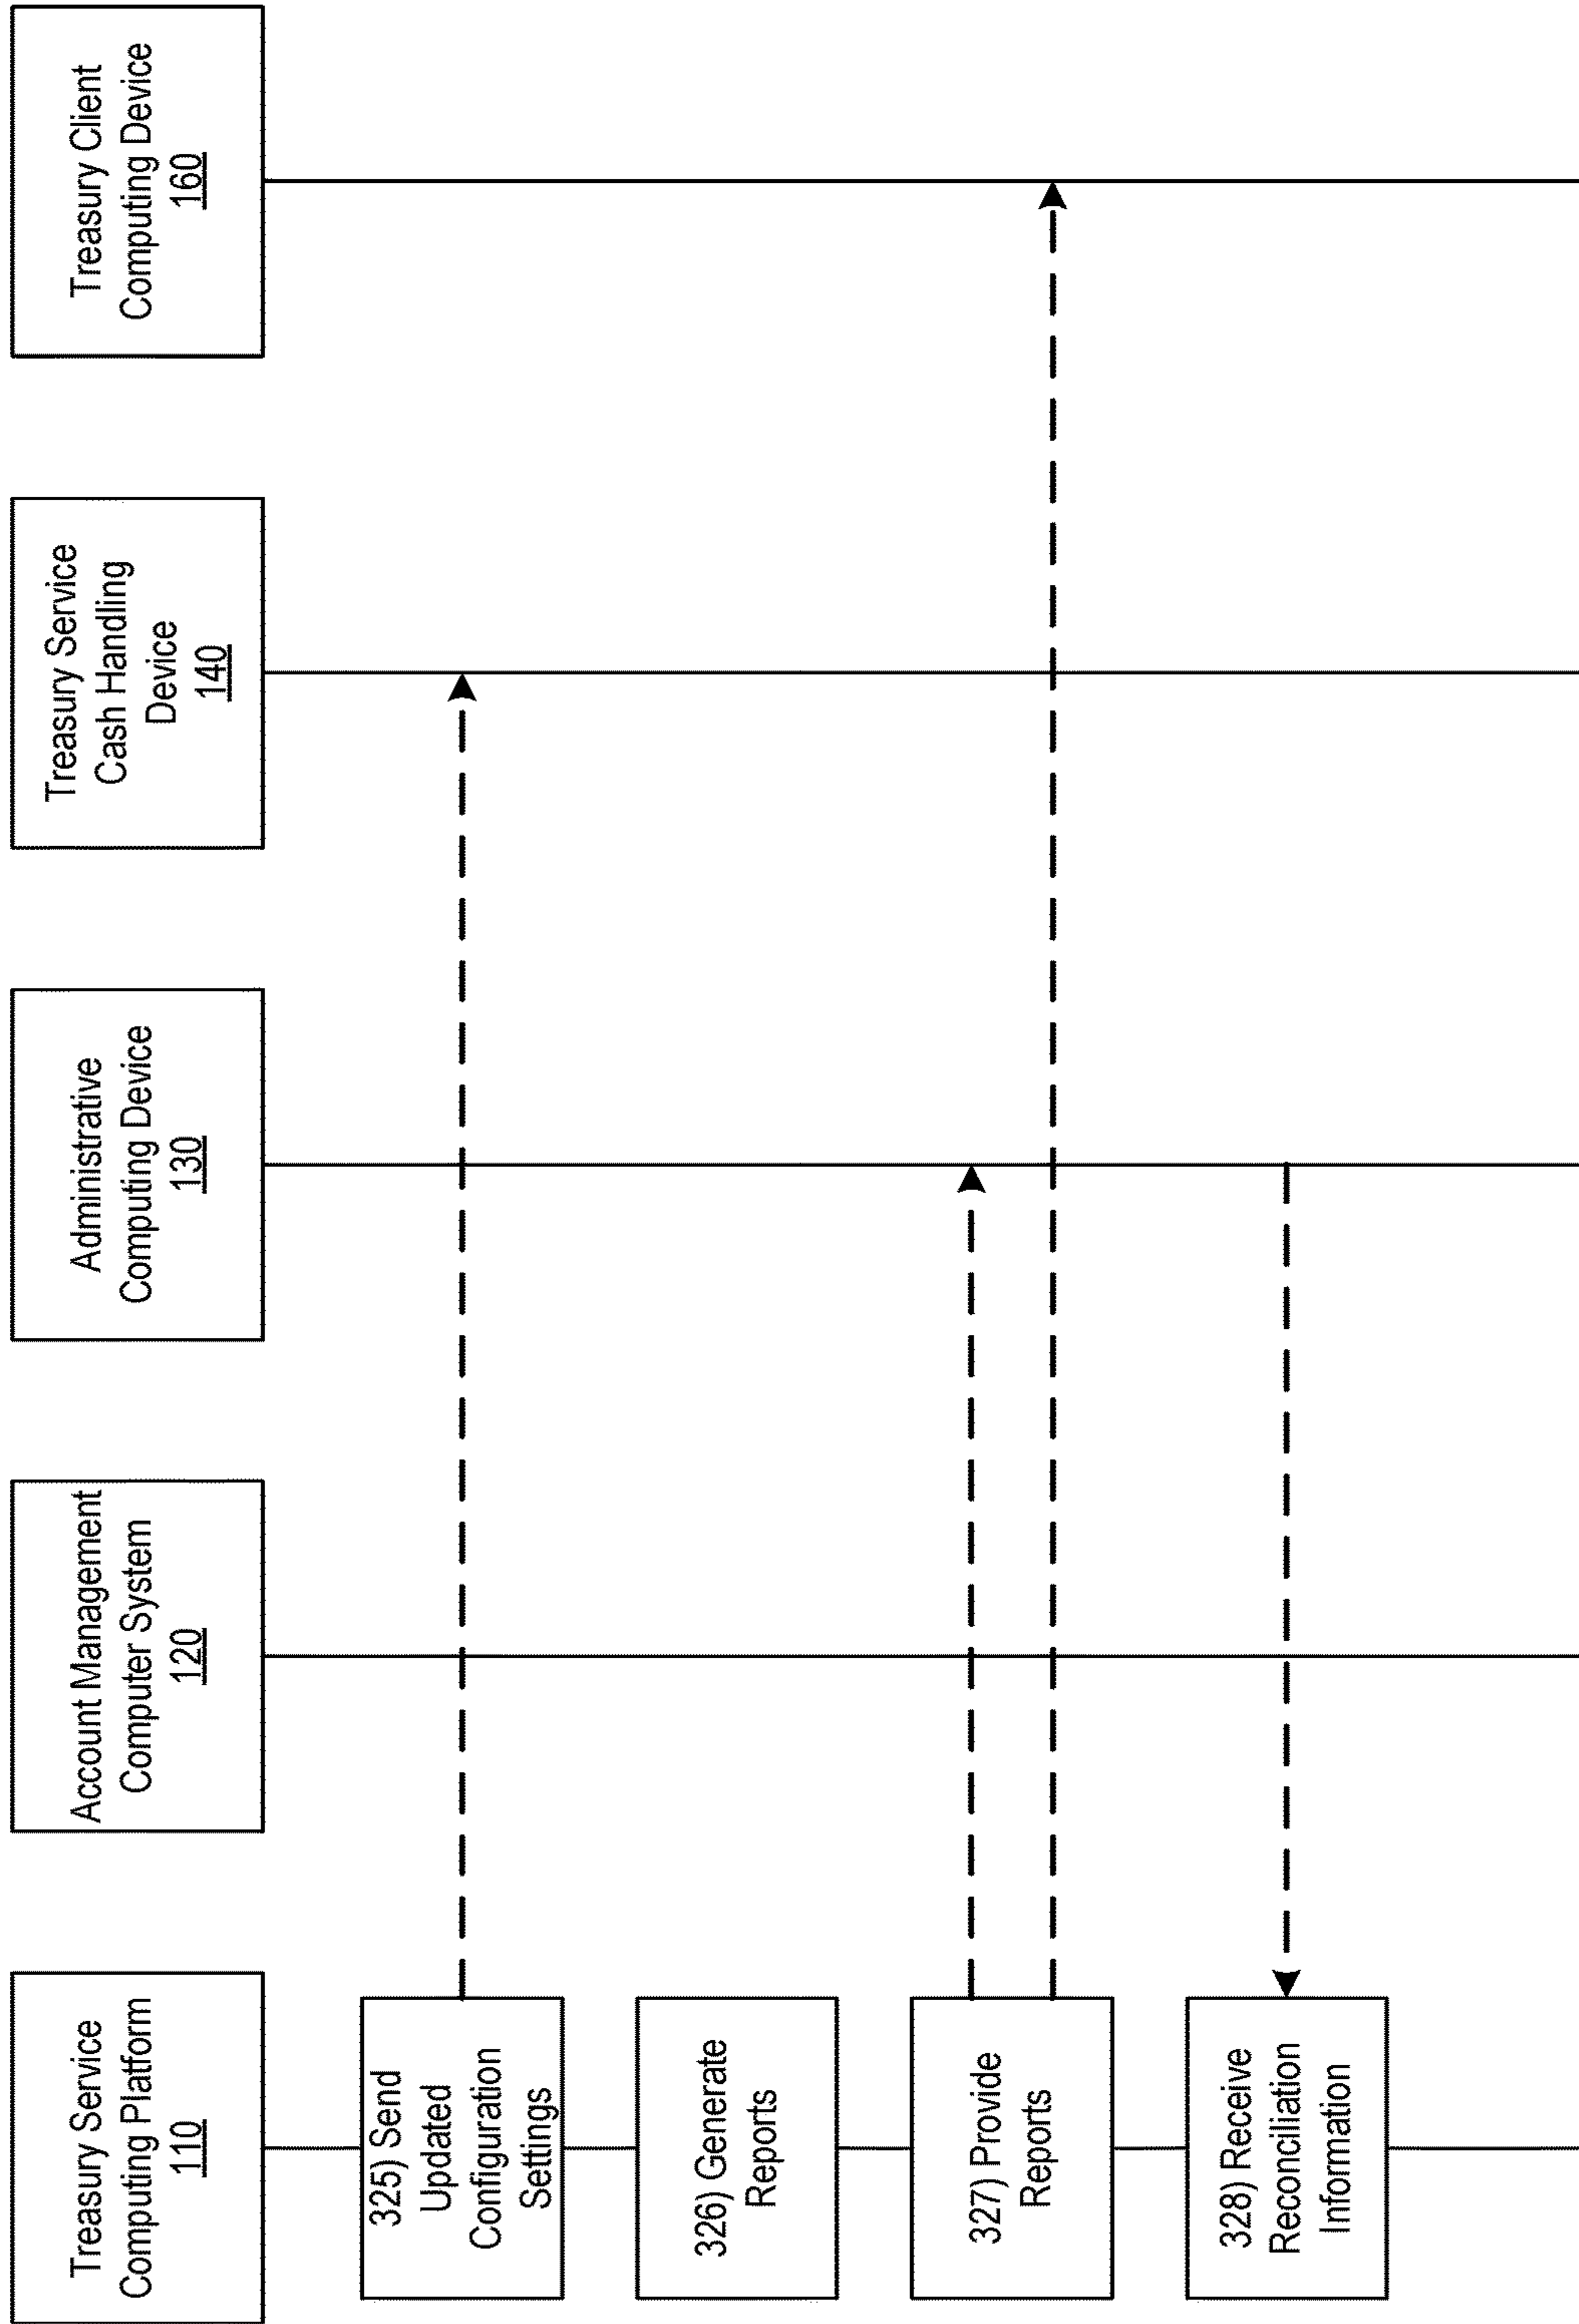 Treasury Service
Computing Platform
110
Account Management
Computer System
120
Administrative
Computing Device
130
Treasury Service
Cash Handling
Device
140
Treasury Client
Computing Device
160
325) Send
Updated
Configuration
Settings
326) Generate
Reports
327) Provide
Reports
328) Receive
Reconciliation
Information